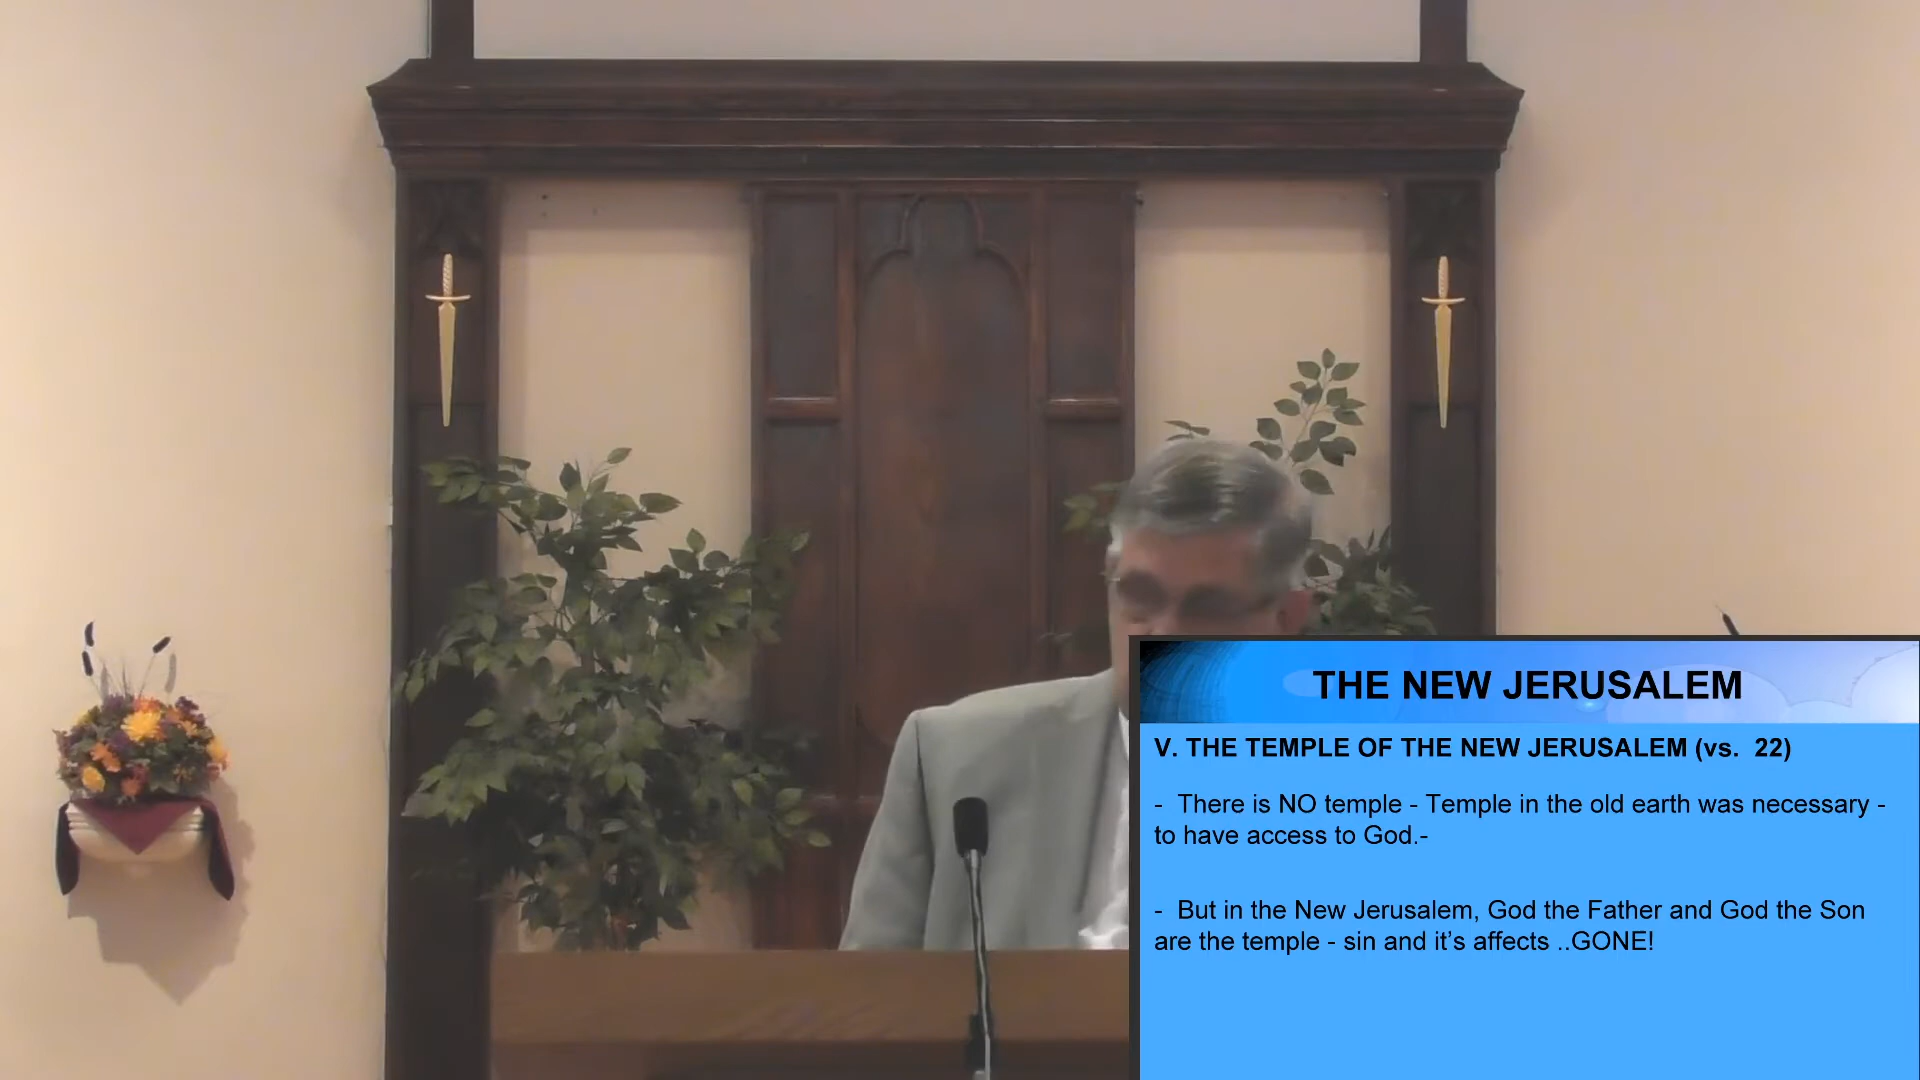 THE NEW JERUSALEM
V. THE TEMPLE OF THE NEW JERUSALEM (vs.  22)
-  There is NO temple - Temple in the old earth was necessary -
to have access to God.-
-  But in the New Jerusalem, God the Father and God the Son
are the temple - sin and it’s affects ..GONE!